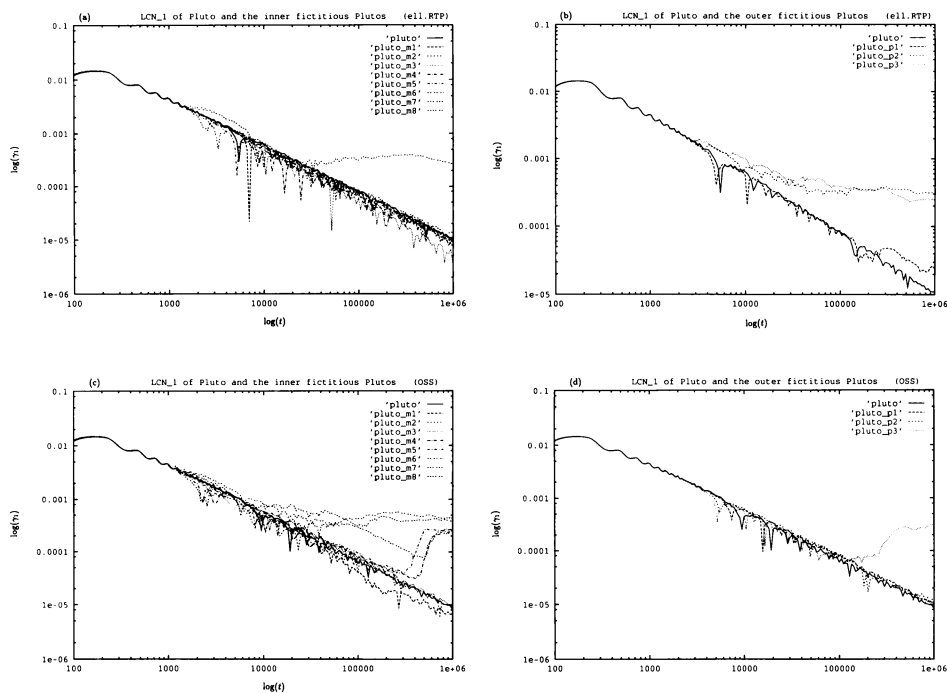 (a) LCN_1 of Pluto and the inner fictitious Plutos (ell.RTP)
'pluto'
'pluto_m1'
'pluto_m2'
'pluto_m3'
'pluto_m4'
'pluto_m5'
'pluto_m6'
'pluto_m7'
'pluto_m8'
0.1
0.01
0.001
0.0001
1e-05
1e-06
log(γ₁)
100
1000
10000
100000
1e+06
log(t)
(b) LCN_1 of Pluto and the outer fictitious Plutos (ell.RTP)
'pluto'
'pluto_p1'
'pluto_p2'
'pluto_p3'
0.1
0.01
0.001
0.0001
1e-05
log(γ₁)
100
1000
10000
100000
1e+06
log(t)
(c) LCN_1 of Pluto and the inner fictitious Plutos (OSS)
'pluto'
'pluto_m1'
'pluto_m2'
'pluto_m3'
'pluto_m4'
'pluto_m5'
'pluto_m6'
'pluto_m7'
'pluto_m8'
0.1
0.01
0.001
0.0001
1e-05
1e-06
log(γ₁)
100
1000
10000
100000
1e+06
log(t)
(d) LCN_1 of Pluto and the outer fictitious Plutos (OSS)
'pluto'
'pluto_p1'
'pluto_p2'
'pluto_p3'
0.1
0.01
0.001
0.0001
1e-05
1e-06
log(γ₁)
100
1000
10000
100000
1e+06
log(t)